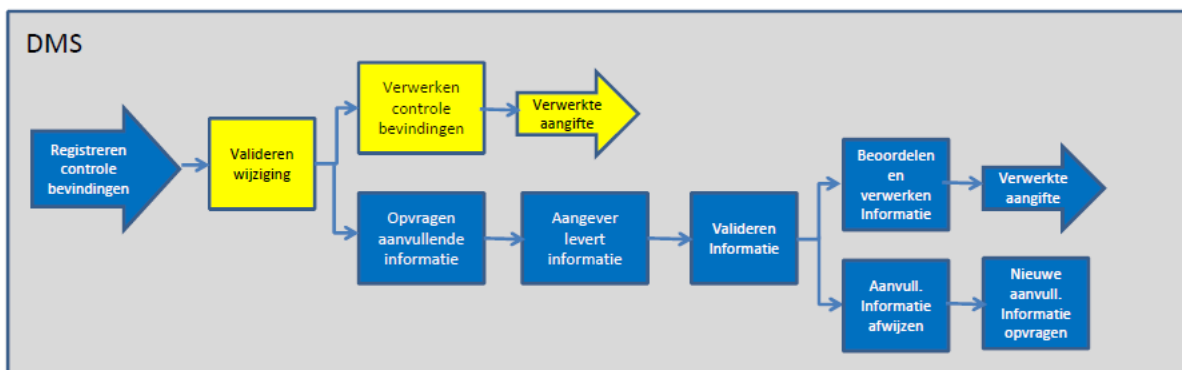 DMS
Registreren
controle
bevindingen
Valideren
wijziging
Verwerken
controle
bevindingen
Verwerkte
aangifte
Opvragen
aanvullende
informatie
Aangever
levert
informatie
Valideren
Informatie
Beoordelen
en
verwerken
Informatie
Verwerkte
aangifte
Aanvull.
Informatie
afwijzen
Nieuwe
aanvull.
Informatie
opvragen